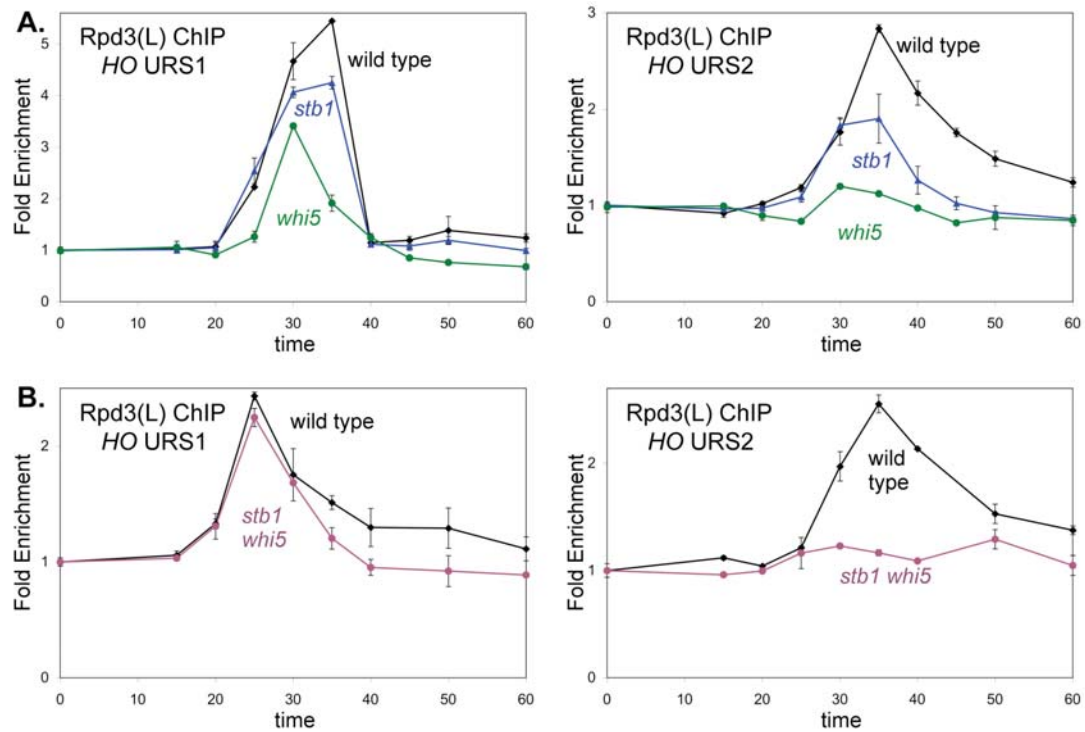 A.
Rpd3(L) ChIP
HO URS1
wild type
stb1
whi5
Fold Enrichment
5
4
3
2
1
0
0 10 20 30 40 50 60
time
Rpd3(L) ChIP
HO URS2
wild type
stb1
whi5
Fold Enrichment
3
2
1
0
0 10 20 30 40 50 60
time
B.
Rpd3(L) ChIP
HO URS1
wild type
stb1
whi5
Fold Enrichment
2
1
0
0 10 20 30 40 50 60
time
Rpd3(L) ChIP
HO URS2
wild
type
stb1 whi5
Fold Enrichment
2
1
0
0 10 20 30 40 50 60
time